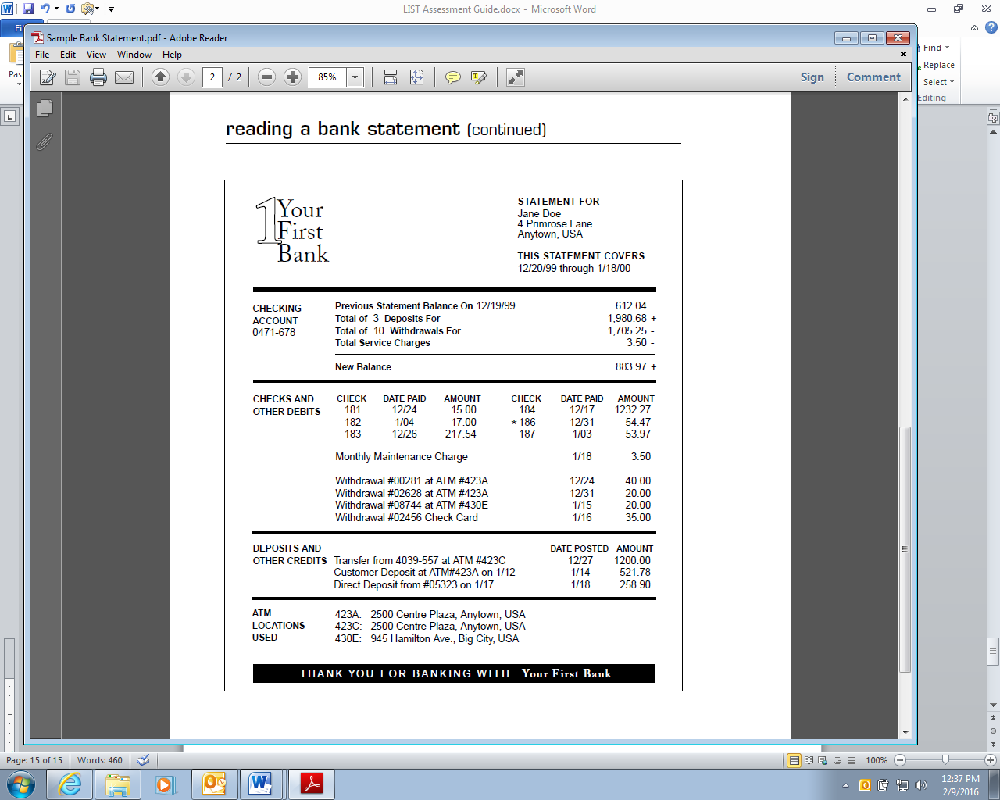 LIST Assessment Guide.docx - Microsoft Word
Sample Bank Statement.pdf - Adobe Reader
File Edit View Window Help
2 / 2 85% Sign Comment
Find
Replace
Select
Editing
reading a bank statement (continued)
1 Your
First
Bank
STATEMENT FOR
Jane Doe
4 Primrose Lane
Anytown, USA
THIS STATEMENT COVERS
12/20/99 through 1/18/00
CHECKING
ACCOUNT
0471-678
Previous Statement Balance On 12/19/99 612.04
Total of 3 Deposits For 1,980.68 +
Total of 10 Withdrawals For 1,705.25 -
Total Service Charges 3.50 -
New Balance 883.97 +
CHECKS AND
OTHER DEBITS
CHECK DATE PAID AMOUNT CHECK DATE PAID AMOUNT
181 12/24 15.00 184 12/17 1232.27
182 1/04 17.00 *186 12/31 54.47
183 12/26 217.54 187 1/03 53.97
Monthly Maintenance Charge 1/18 3.50
Withdrawal #00281 at ATM #423A 12/24 40.00
Withdrawal #02628 at ATM #423A 12/31 20.00
Withdrawal #08744 at ATM #430E 1/15 20.00
Withdrawal #02456 Check Card 1/16 35.00
DEPOSITS AND
OTHER CREDITS
DATE POSTED AMOUNT
Transfer from 4039-557 at ATM #423C 12/27 1200.00
Customer Deposit at ATM#423A on 1/12 1/14 521.78
Direct Deposit from #05323 on 1/17 1/18 258.90
ATM
LOCATIONS
USED
423A: 2500 Centre Plaza, Anytown, USA
423C: 2500 Centre Plaza, Anytown, USA
430E: 945 Hamilton Ave., Big City, USA
THANK YOU FOR BANKING WITH Your First Bank
Page: 15 of 15 Words: 460 100%
12:37 PM
2/9/2016